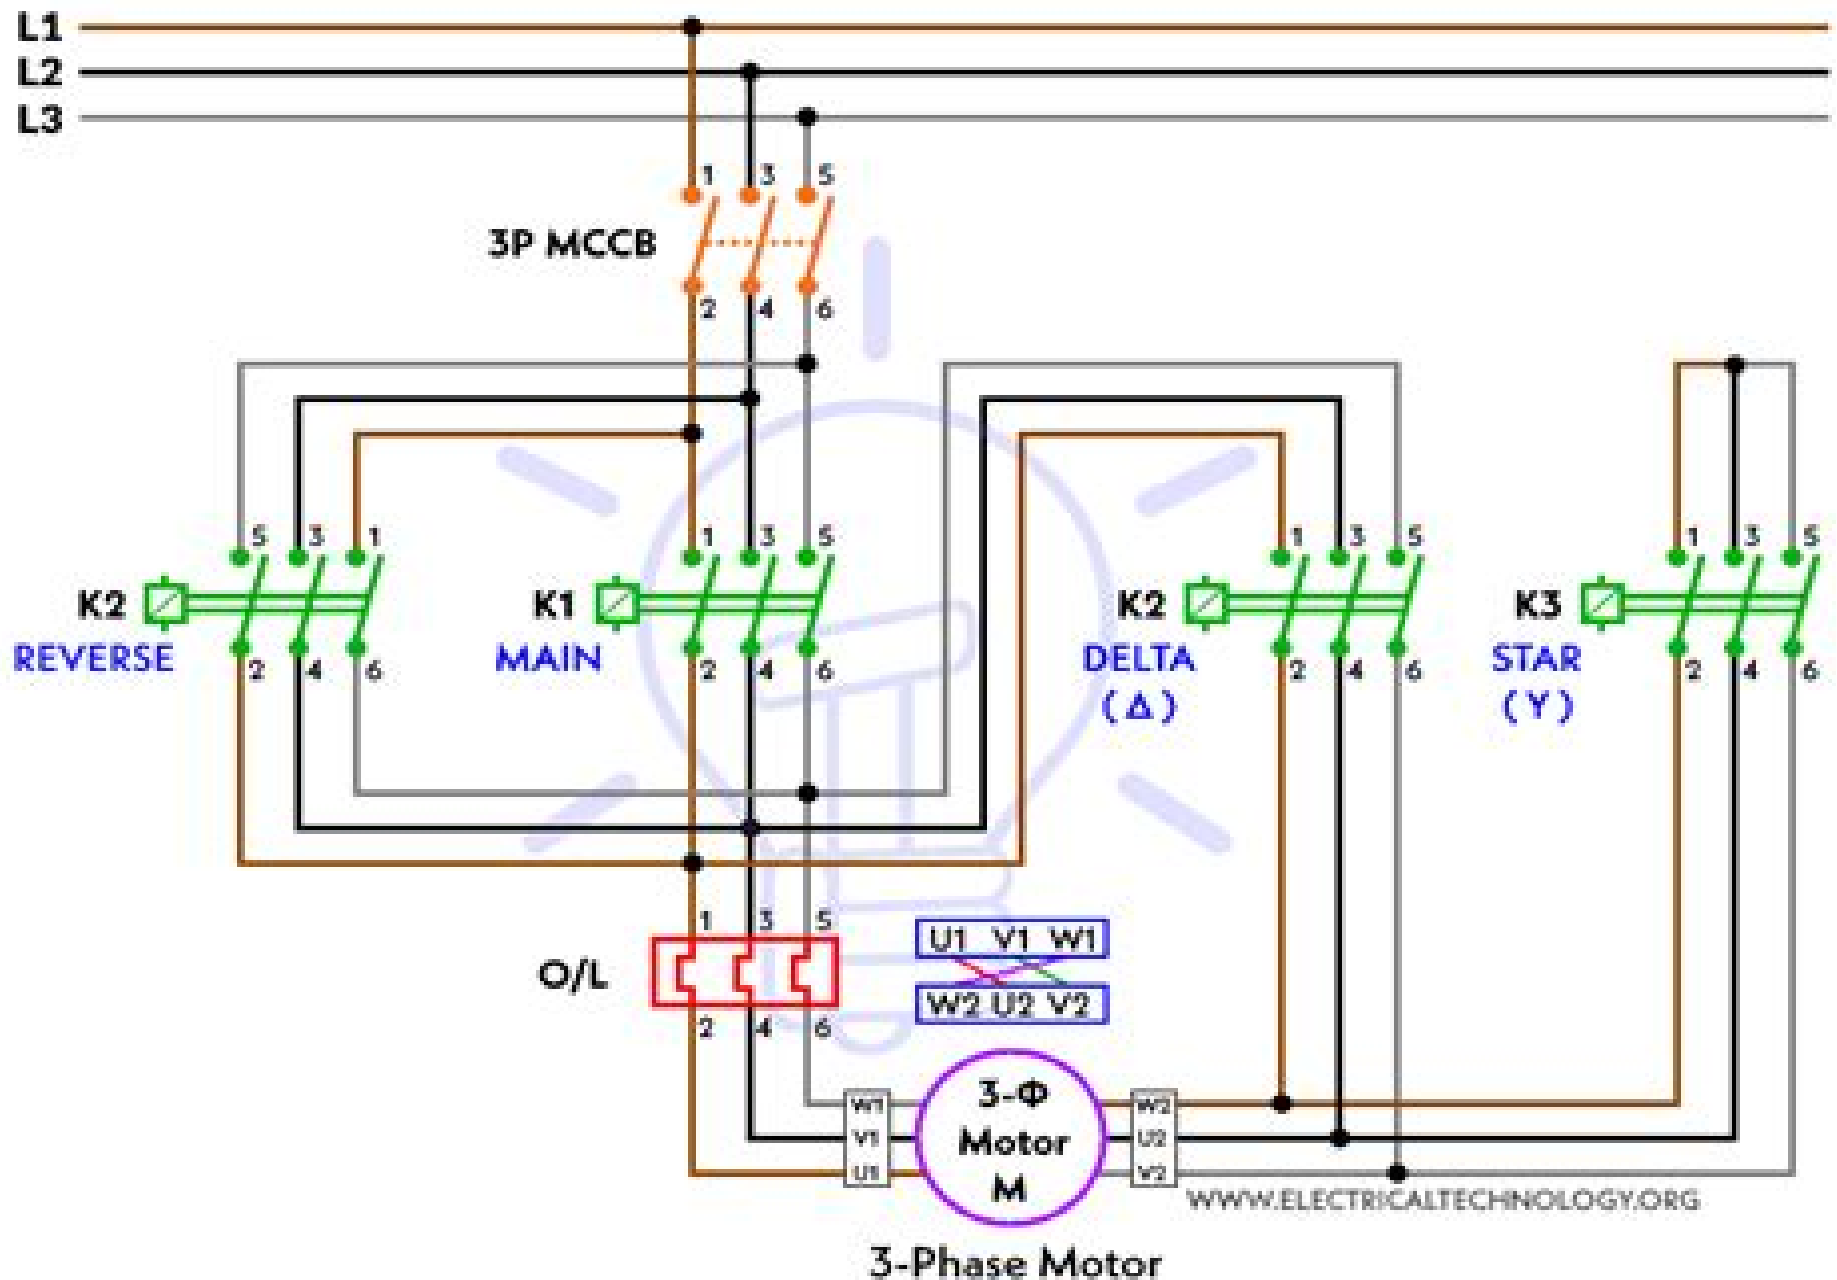 L1
L2
L3
1 3 5
3P MCCB
2 4 6
5 3 1
1 3 5
1 3 5
1 3 5
K2
K1
K2
K3
REVERSE
MAIN
DELTA
STAR
2 4 6
2 4 6
2 4 6
2 4 6
(Δ)
(Y)
1 3 5
U1 V1 W1
O/L
W2 U2 V2
2 4 6
3-Φ
Motor
M
W1
V1
U1
W2
U2
V2
WWW.ELECTRICALTECHNOLOGY.ORG
3-Phase Motor